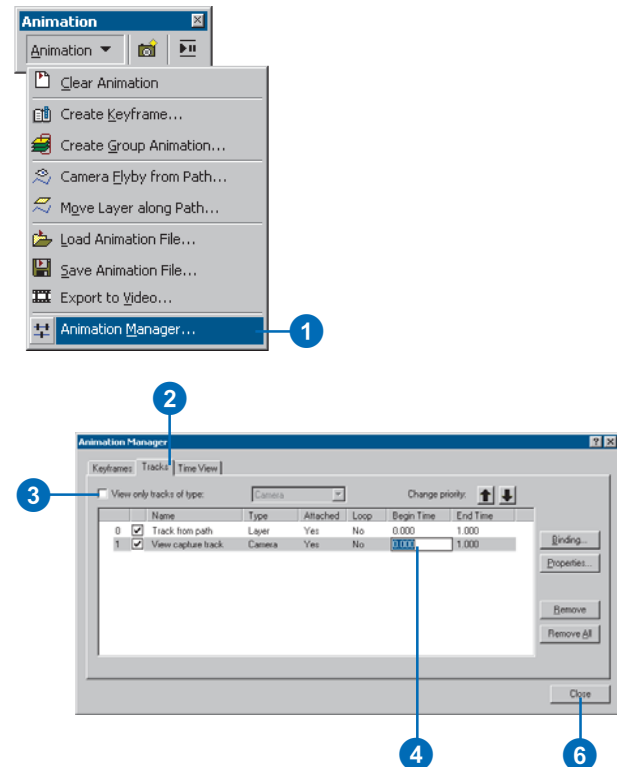 Animation
Animation
Clear Animation
Create Keyframe...
Create Group Animation...
Camera Flyby from Path...
Move Layer along Path...
Load Animation File...
Save Animation File...
Export to Video...
Animation Manager...
1
2
Animation Manager
Keyframes Tracks Time View
3
View only tracks of type: Camera Change priority:
Name Type Attached Loop Begin Time End Time
0 Track from path Layer Yes No 0.000 1.000
1 View capture track Camera Yes No 0.000 1.000
Binding...
Properties...
Remove
Remove All
Close
4
6